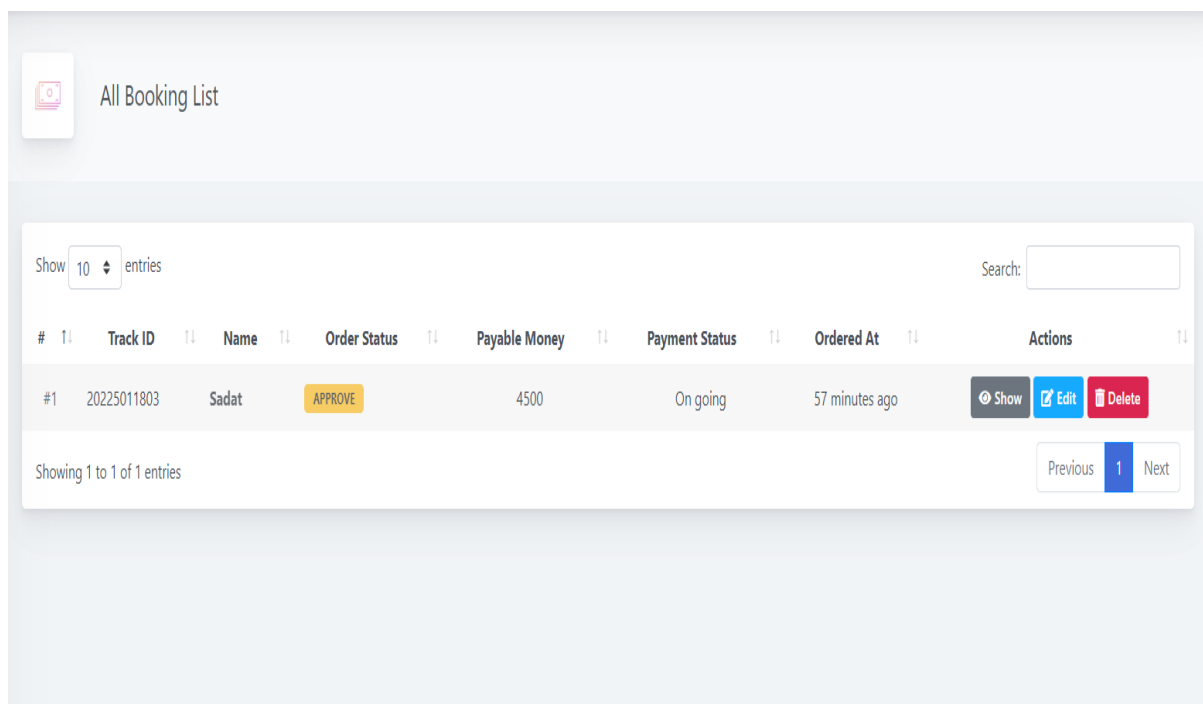 All Booking List
Show 10 entries Search:
# Track ID Name Order Status Payable Money Payment Status Ordered At Actions
#1 20225011803 Sadat APPROVE 4500 On going 57 minutes ago Show Edit Delete
Showing 1 to 1 of 1 entries Previous 1 Next